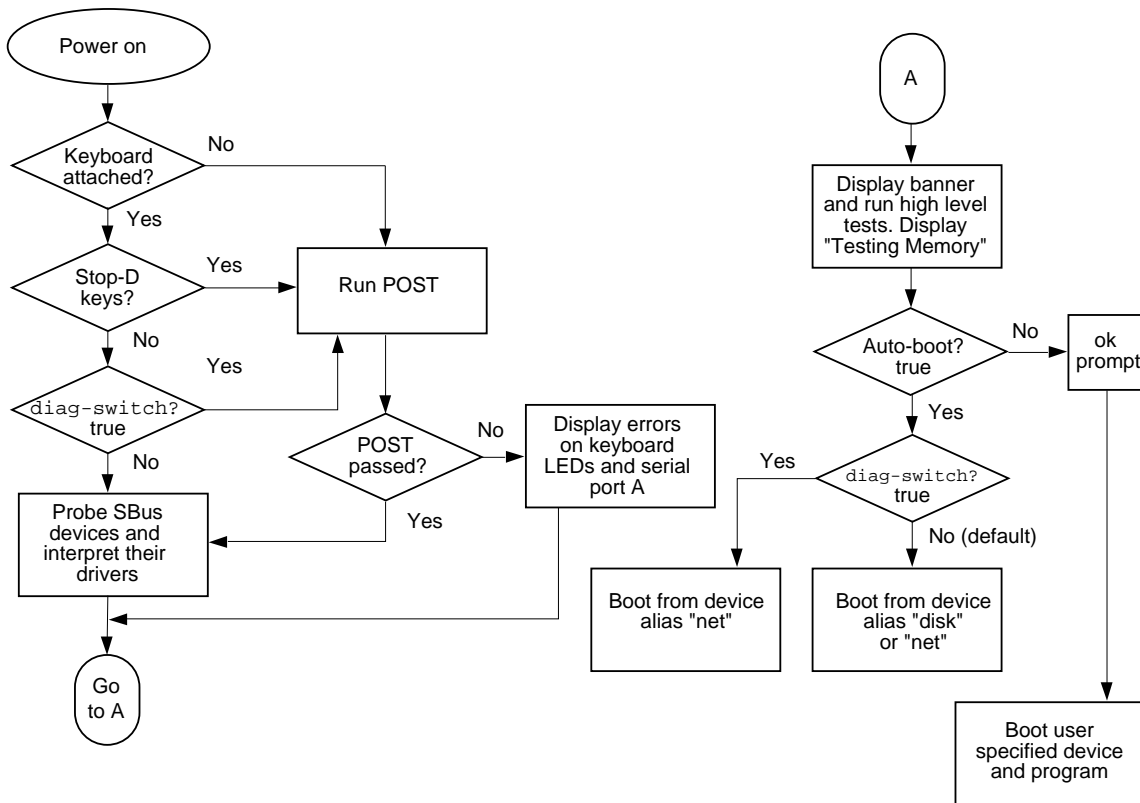 Power on
Keyboard
attached?
No
Yes
Stop-D
keys?
Yes
No
Run POST
diag-switch?
true
Yes
No
POST
passed?
No
Yes
Display errors
on keyboard
LEDs and serial
port A
Probe SBus
devices and
interpret their
drivers
Go
to A
A
Display banner
and run high level
tests. Display
"Testing Memory"
Auto-boot?
true
No
ok
prompt
Yes
diag-switch?
true
Yes
No (default)
Boot from device
alias "net"
Boot from device
alias "disk"
or "net"
Boot user
specified device
and program